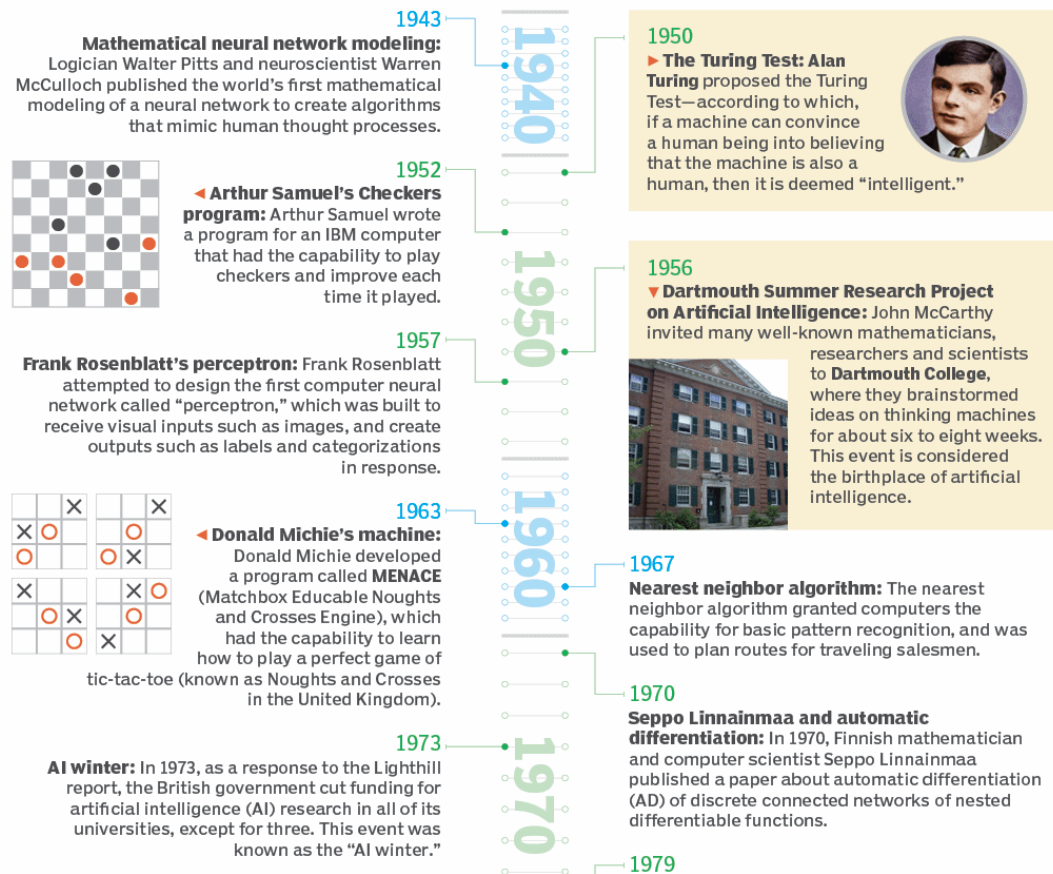 1943
Mathematical neural network modeling:
Logician Walter Pitts and neuroscientist Warren
McCulloch published the world's first mathematical
modeling of a neural network to create algorithms
that mimic human thought processes.
1940
1950
► The Turing Test: Alan
Turing proposed the Turing
Test—according to which,
if a machine can convince
a human being into believing
that the machine is also a
human, then it is deemed “intelligent.”
1952
◄ Arthur Samuel's Checkers
program: Arthur Samuel wrote
a program for an IBM computer
that had the capability to play
checkers and improve each
time it played.
1950
1956
▼ Dartmouth Summer Research Project
on Artificial Intelligence: John McCarthy
invited many well-known mathematicians,
researchers and scientists
to Dartmouth College,
where they brainstormed
ideas on thinking machines
for about six to eight weeks.
This event is considered
the birthplace of artificial
intelligence.
1957
Frank Rosenblatt's perceptron: Frank Rosenblatt
attempted to design the first computer neural
network called “perceptron,” which was built to
receive visual inputs such as images, and create
outputs such as labels and categorizations
in response.
1963
◄ Donald Michie's machine:
Donald Michie developed
a program called MENACE
(Matchbox Educable Noughts
and Crosses Engine), which
had the capability to learn
how to play a perfect game of
tic-tac-toe (known as Noughts and Crosses
in the United Kingdom).
X
X O
O
X
O
O X
X
O X
O
X O
O
X
1960
1967
Nearest neighbor algorithm: The nearest
neighbor algorithm granted computers the
capability for basic pattern recognition, and was
used to plan routes for traveling salesmen.
1970
Seppo Linnainmaa and automatic
differentiation: In 1970, Finnish mathematician
and computer scientist Seppo Linnainmaa
published a paper about automatic differentiation
(AD) of discrete connected networks of nested
differentiable functions.
1973
AI winter: In 1973, as a response to the Lighthill
report, the British government cut funding for
artificial intelligence (AI) research in all of its
universities, except for three. This event was
known as the “AI winter.”
1970
1979